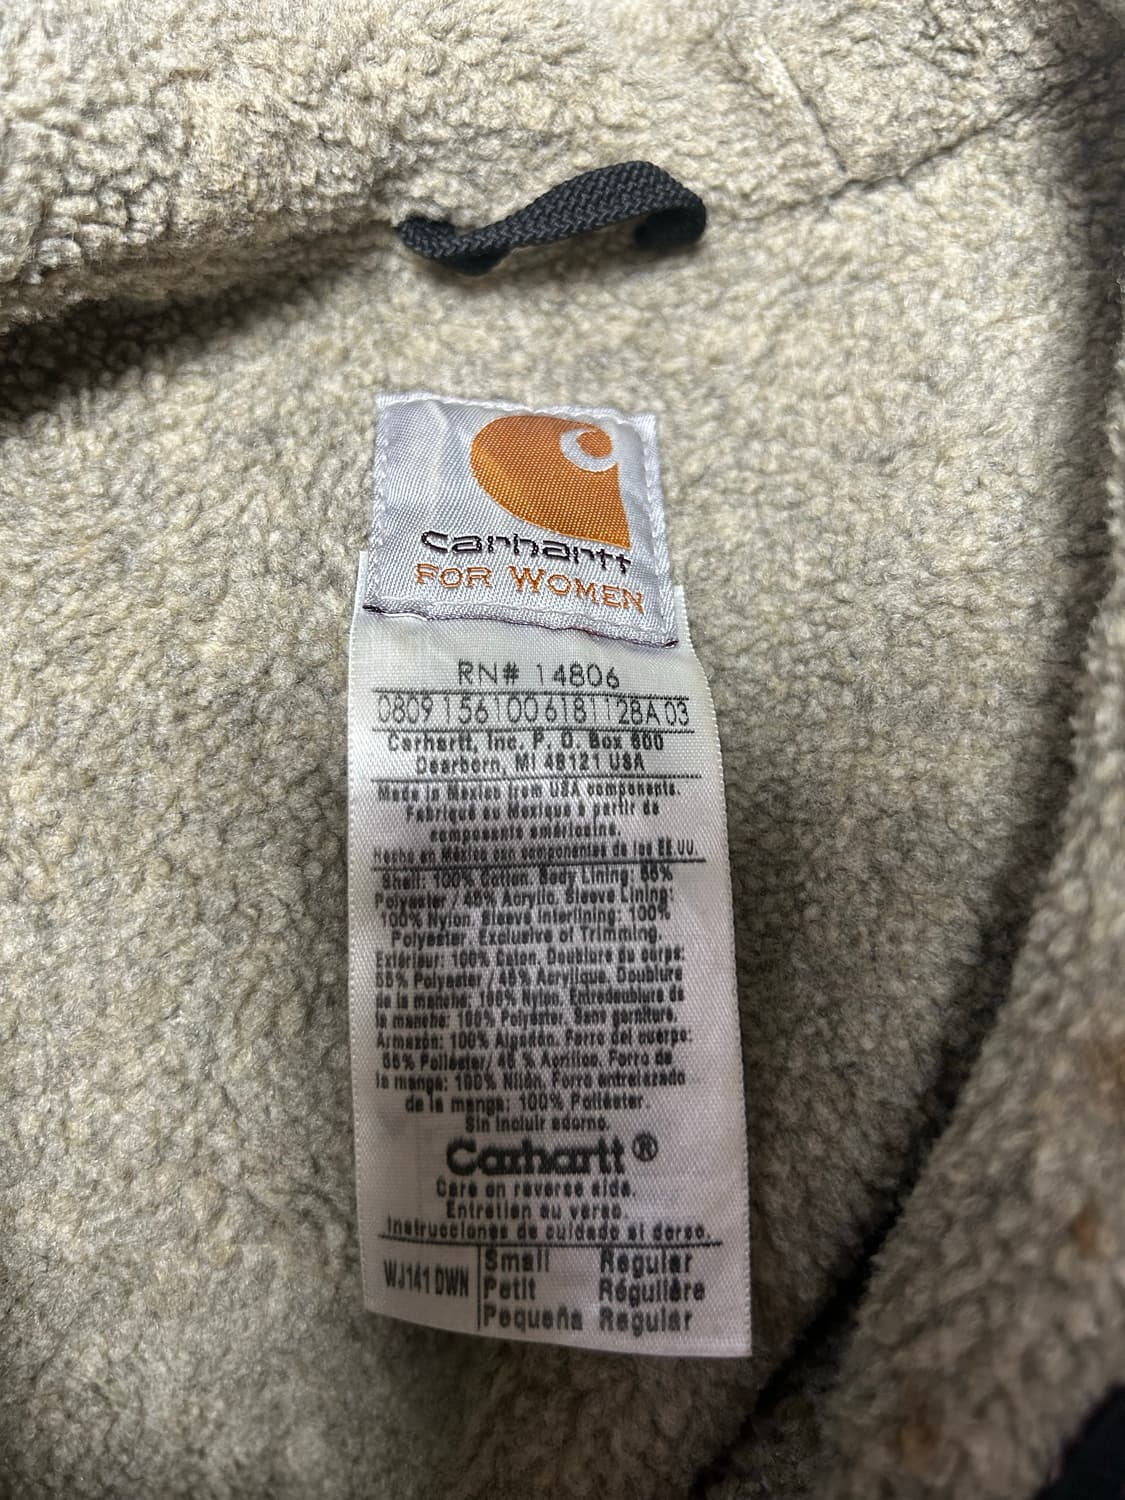 carhartt
FOR WOMEN
RN# 14806
0809 156100 618112 8A 03
Carhartt, Inc. P. O. Box 600
Dearborn, MI 48121 USA
Made in Mexico from USA components.
Fabriqué au Mexique à partir de
composants américains.
Hecho en México con componentes de los EE.UU.
Shell: 100% Cotton. Body Lining: 55%
Polyester / 45% Acrylic. Sleeve Lining:
100% Nylon. Sleeve Interlining: 100%
Polyester. Exclusive of Trimming.
Extérieur: 100% Coton. Doublure du corps:
55% Polyester / 45% Acrylique. Doublure
de la manche: 100% Nylon. Entredoublure de
la manche: 100% Polyester. Sans garniture.
Armazón: 100% Algodón. Forro del cuerpo:
55% Poliéster/ 45 % Acrílico. Forro de
la manga: 100% Nilón. Forro entrelazado
de la manga: 100% Poliéster.
Sin incluir adorno.
Carhartt ®
Care on reverse side.
Entretien au verso.
Instrucciones de cuidado al dorso.
WJ141 DWN Small Regular
Petit Régulière
Pequeña Regular